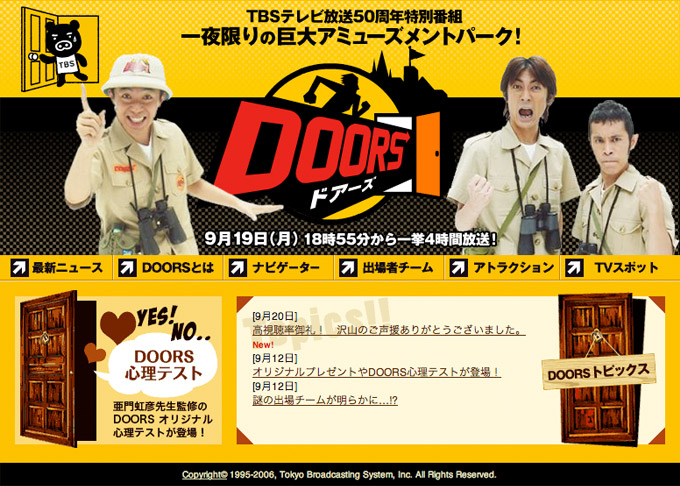 TBSテレビ放送50周年特別番組
一夜限りの巨大アミューズメントパーク!
TBS
DOORS
ドアーズ
9月19日(月) 18時55分から一挙4時間放送!
最新ニュース
DOORSとは
ナビゲーター
出場者チーム
アトラクション
TVスポット
YES!
NO..
DOORS
心理テスト
亜門虹彦先生監修の
DOORS オリジナル
心理テストが登場!
Topics!!
[9月20日]
高視聴率御礼! 沢山のご声援ありがとうございました。
New!
[9月12日]
オリジナルプレゼントやDOORS心理テストが登場!
[9月12日]
謎の出場チームが明らかに...!?
DOORSトピックス
Copyright© 1995-2006, Tokyo Broadcasting System, Inc. All Rights Reserved.